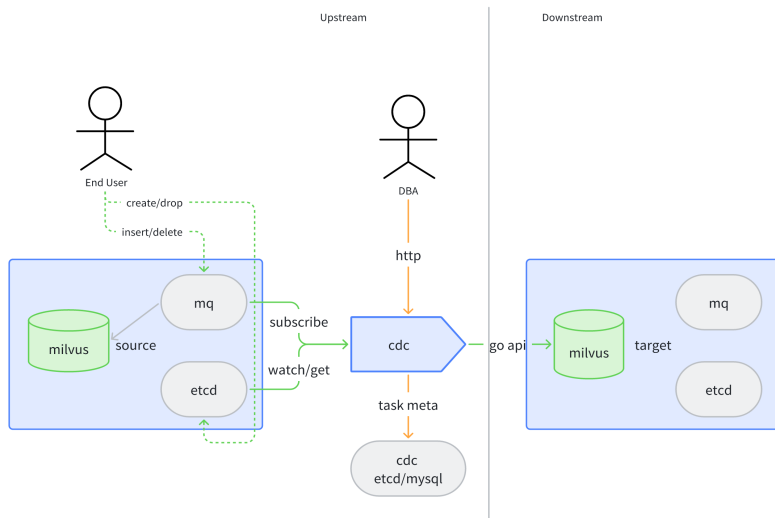 Upstream
Downstream
End User
DBA
create/drop
insert/delete
http
mq
mq
subscribe
milvus
source
cdc
go api
milvus
target
watch/get
etcd
etcd
task meta
cdc
etcd/mysql